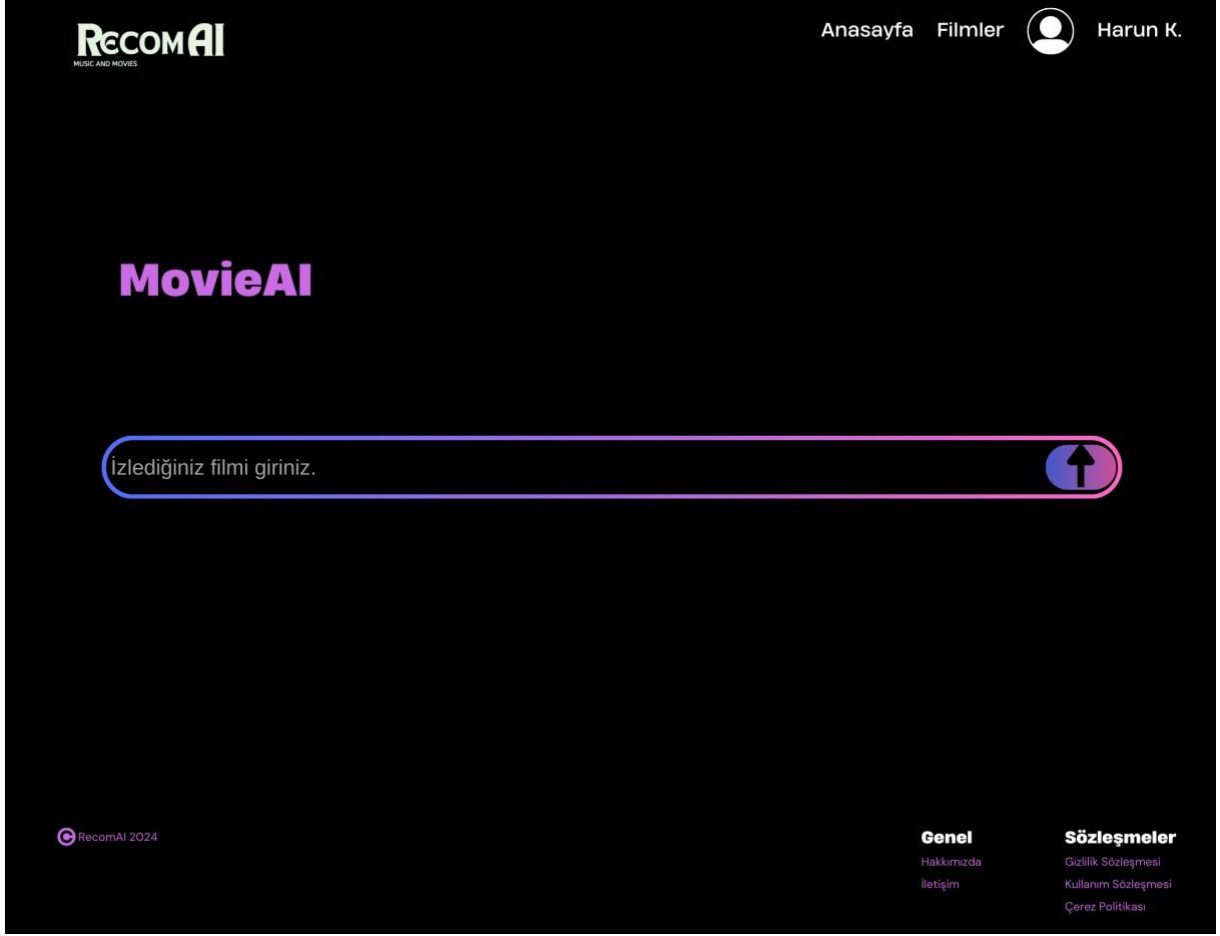 RECOMAI
MUSIC AND MOVIES
Anasayfa Filmler Harun K.
MovieAI
İzlediğiniz filmi giriniz.
RecomAI 2024
Genel
Hakkımızda
İletişim
Sözleşmeler
Gizlilik Sözleşmesi
Kullanım Sözleşmesi
Çerez Politikası